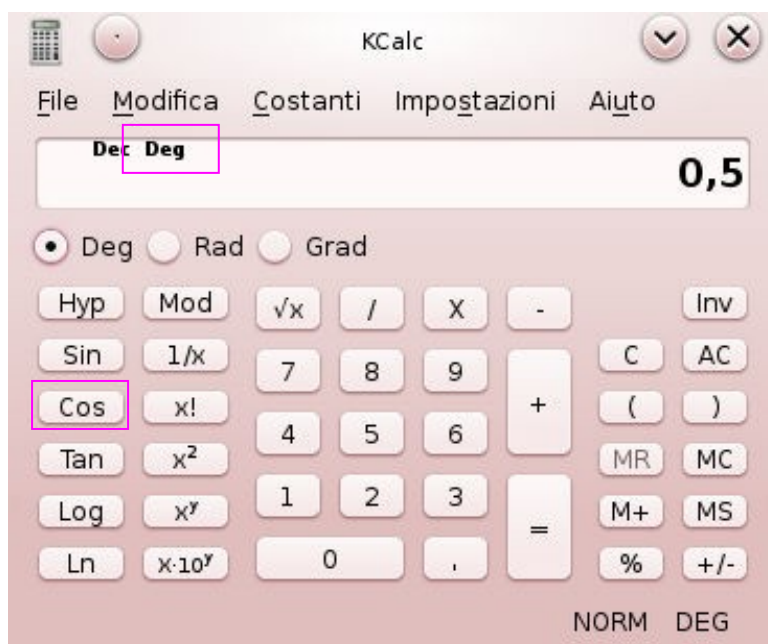 KCalc
File Modifica Costanti Impostazioni Aiuto
Dec Deg
0,5
Deg Rad Grad
Hyp Mod √x / X - Inv
Sin 1/x 7 8 9 + C AC
Cos x! ( )
4 5 6
Tan x² MR MC
1 2 3 =
Log xʸ M+ MS
Ln x·10ʸ 0 , % +/-
NORM DEG